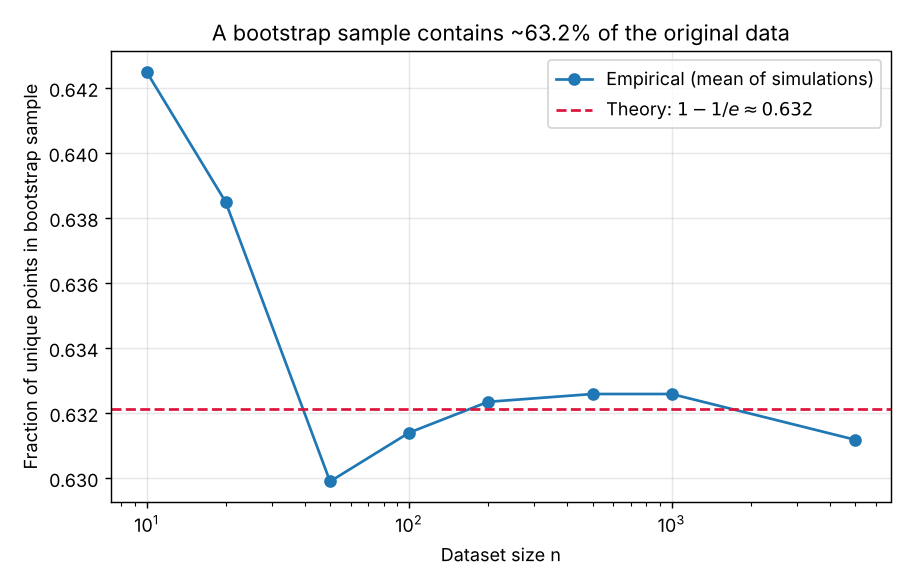 A bootstrap sample contains ~63.2% of the original data
Fraction of unique points in bootstrap sample
0.642
0.640
0.638
0.636
0.634
0.632
0.630
Empirical (mean of simulations)
Theory: 1 − 1/e ≈ 0.632
10¹
10²
10³
Dataset size n